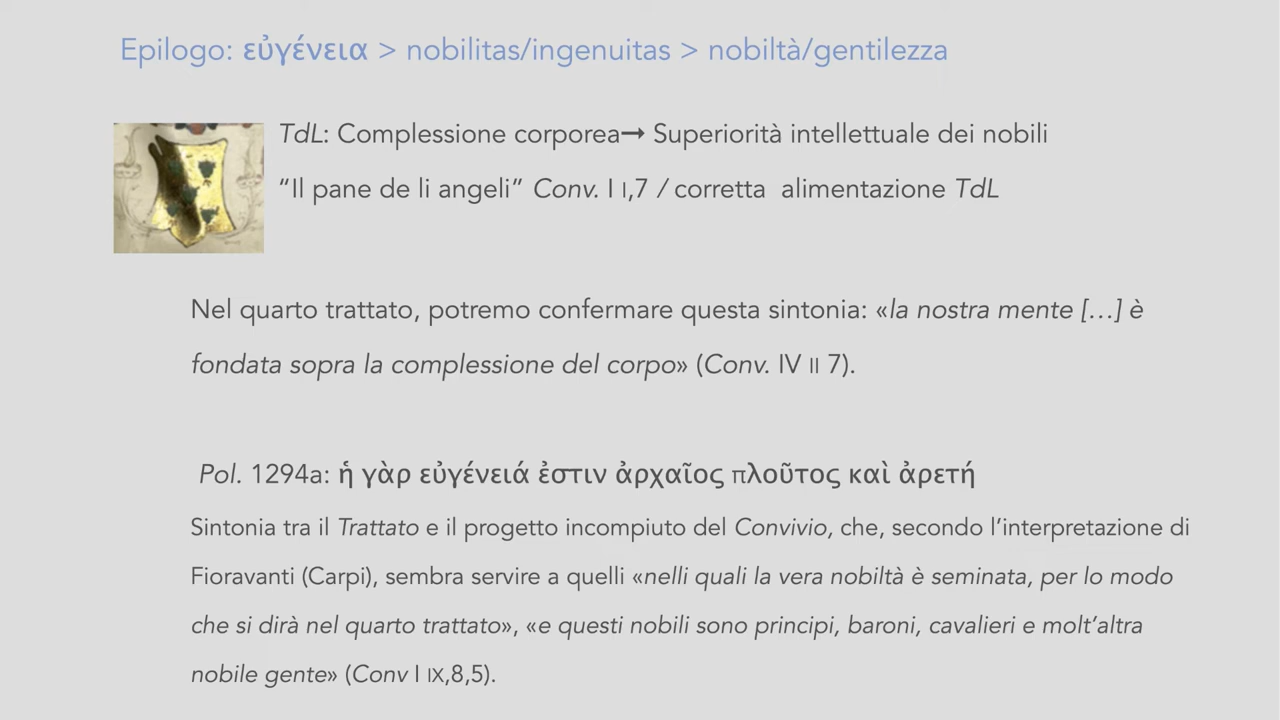 Epilogo: εὐγένεια > nobilitas/ingenuitas > nobiltà/gentilezza
TdL: Complessione corporea→ Superiorità intellettuale dei nobili
“Il pane de li angeli” Conv. I I,7 / corretta alimentazione TdL
Nel quarto trattato, potremo confermare questa sintonia: «la nostra mente […] è
fondata sopra la complessione del corpo» (Conv. IV II 7).
Pol. 1294a: ἡ γὰρ εὐγένειά ἐστιν ἀρχαῖος πλοῦτος καὶ ἀρετή
Sintonia tra il Trattato e il progetto incompiuto del Convivio, che, secondo l’interpretazione di
Fioravanti (Carpi), sembra servire a quelli «nelli quali la vera nobiltà è seminata, per lo modo
che si dirà nel quarto trattato», «e questi nobili sono principi, baroni, cavalieri e molt’altra
nobile gente» (Conv I IX,8,5).